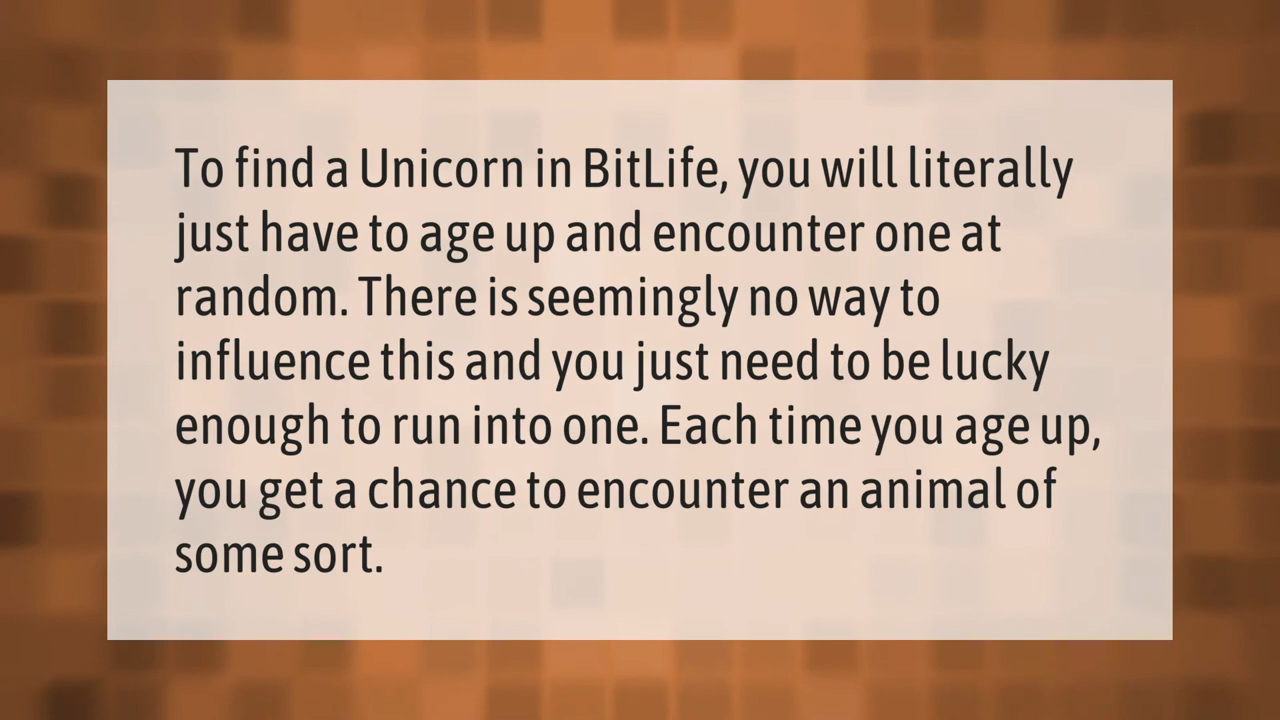 To find a Unicorn in BitLife, you will literally
just have to age up and encounter one at
random. There is seemingly no way to
influence this and you just need to be lucky
enough to run into one. Each time you age up,
you get a chance to encounter an animal of
some sort.